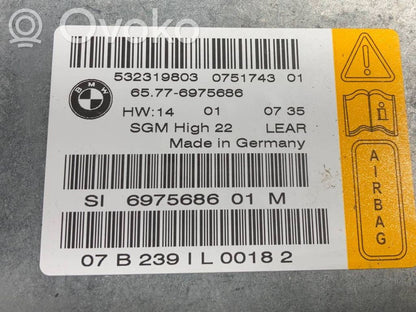 Ovoko
532319803 0751743 01
BMW
65.77-6975686
HW:14 01 07 35
SGM High 22 LEAR
Made in Germany
SI 6975686 01 M
07 B 239 I L 0018 2
i
AIRBAG